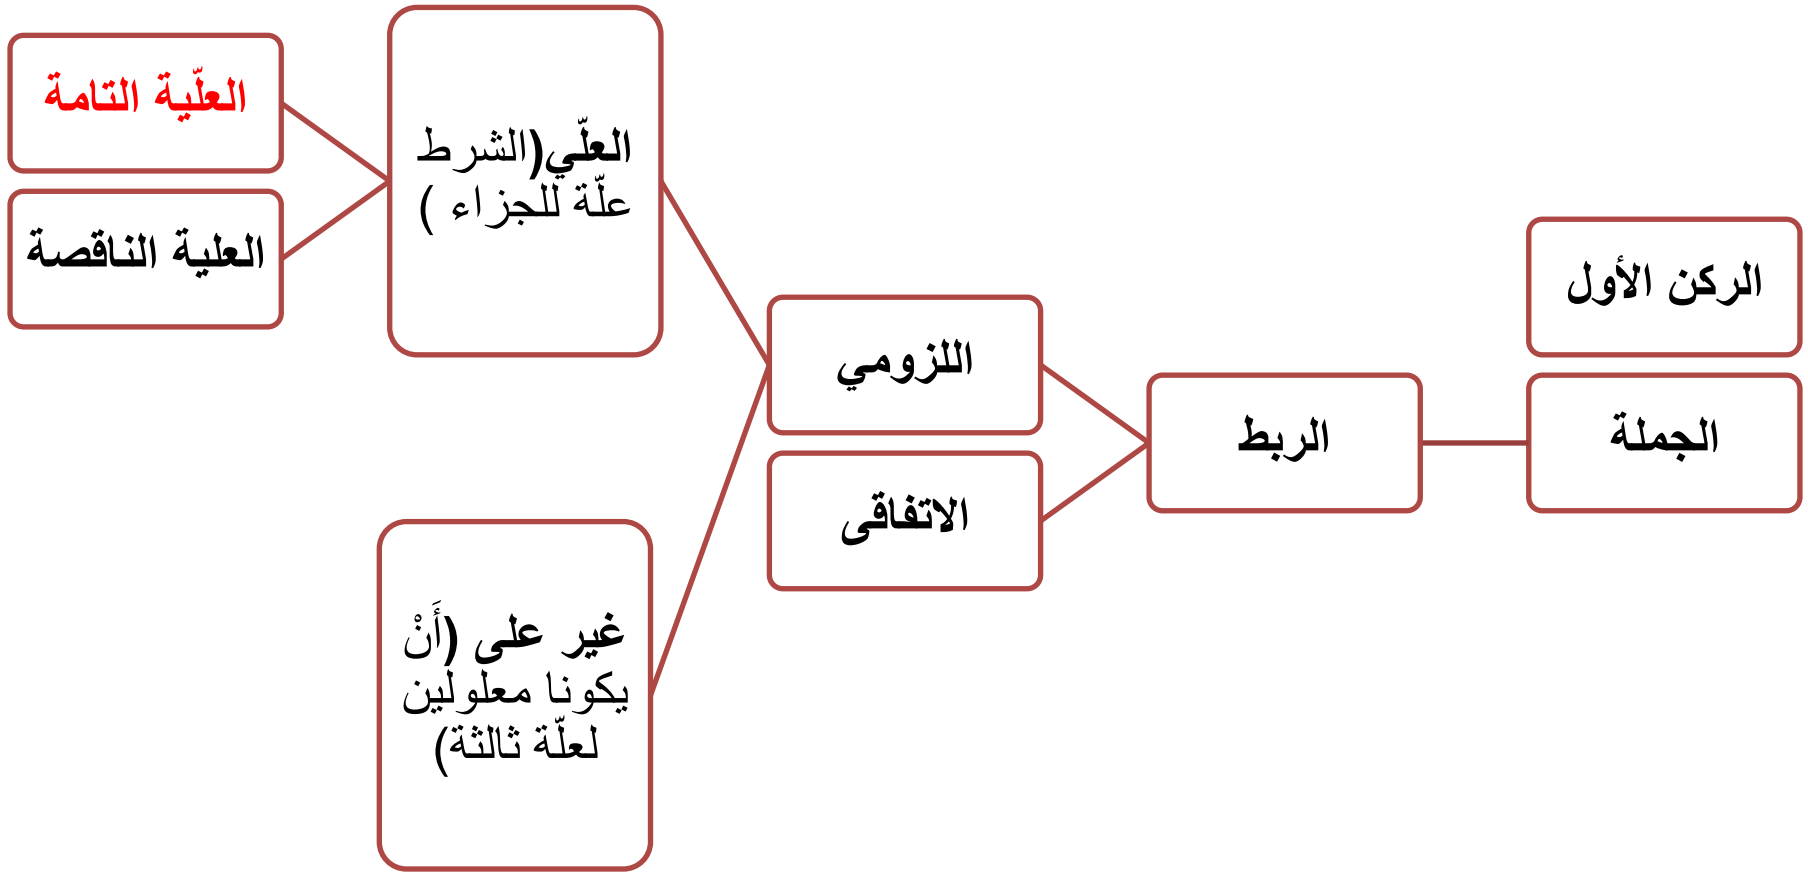 الركن الأول
الجملة
الربط
اللزومي
الاتفاقى
العلّي(الشرط
علّة للجزاء )
غير على (أَنْ
يكونا معلولين
لعلّة ثالثة)
العلّية التامة
العلية الناقصة